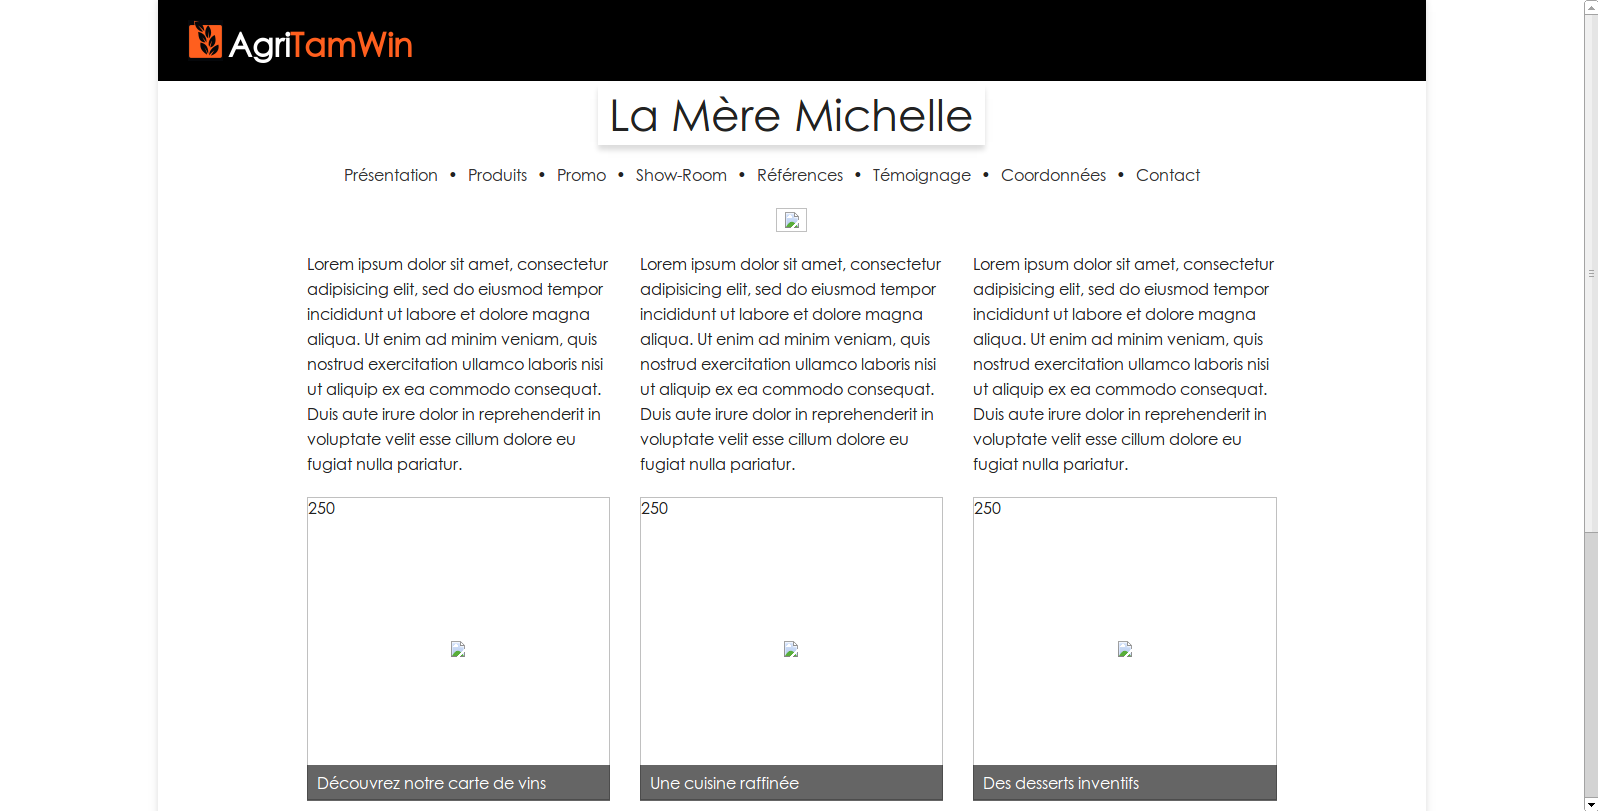 AgriTamWin
La Mère Michelle
Présentation • Produits • Promo • Show-Room • Références • Témoignage • Coordonnées • Contact
Lorem ipsum dolor sit amet, consectetur
adipisicing elit, sed do eiusmod tempor
incididunt ut labore et dolore magna
aliqua. Ut enim ad minim veniam, quis
nostrud exercitation ullamco laboris nisi
ut aliquip ex ea commodo consequat.
Duis aute irure dolor in reprehenderit in
voluptate velit esse cillum dolore eu
fugiat nulla pariatur.
Lorem ipsum dolor sit amet, consectetur
adipisicing elit, sed do eiusmod tempor
incididunt ut labore et dolore magna
aliqua. Ut enim ad minim veniam, quis
nostrud exercitation ullamco laboris nisi
ut aliquip ex ea commodo consequat.
Duis aute irure dolor in reprehenderit in
voluptate velit esse cillum dolore eu
fugiat nulla pariatur.
Lorem ipsum dolor sit amet, consectetur
adipisicing elit, sed do eiusmod tempor
incididunt ut labore et dolore magna
aliqua. Ut enim ad minim veniam, quis
nostrud exercitation ullamco laboris nisi
ut aliquip ex ea commodo consequat.
Duis aute irure dolor in reprehenderit in
voluptate velit esse cillum dolore eu
fugiat nulla pariatur.
250
Découvrez notre carte de vins
250
Une cuisine raffinée
250
Des desserts inventifs